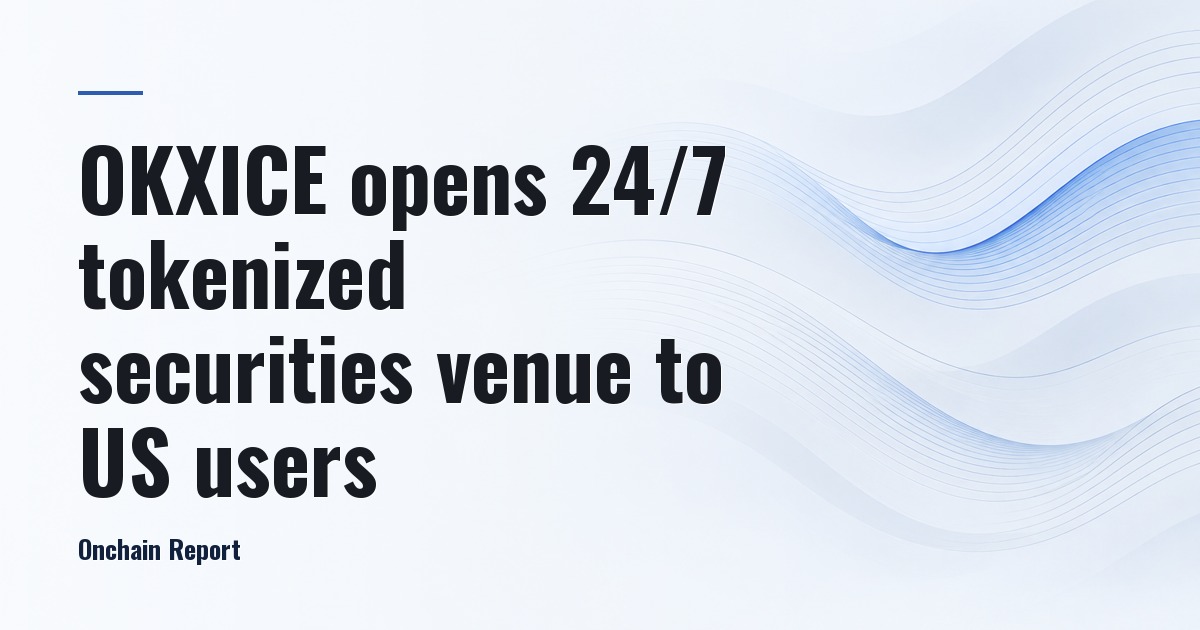 OKXICE opens 24/7
tokenized
securities venue to
US users
Onchain Report